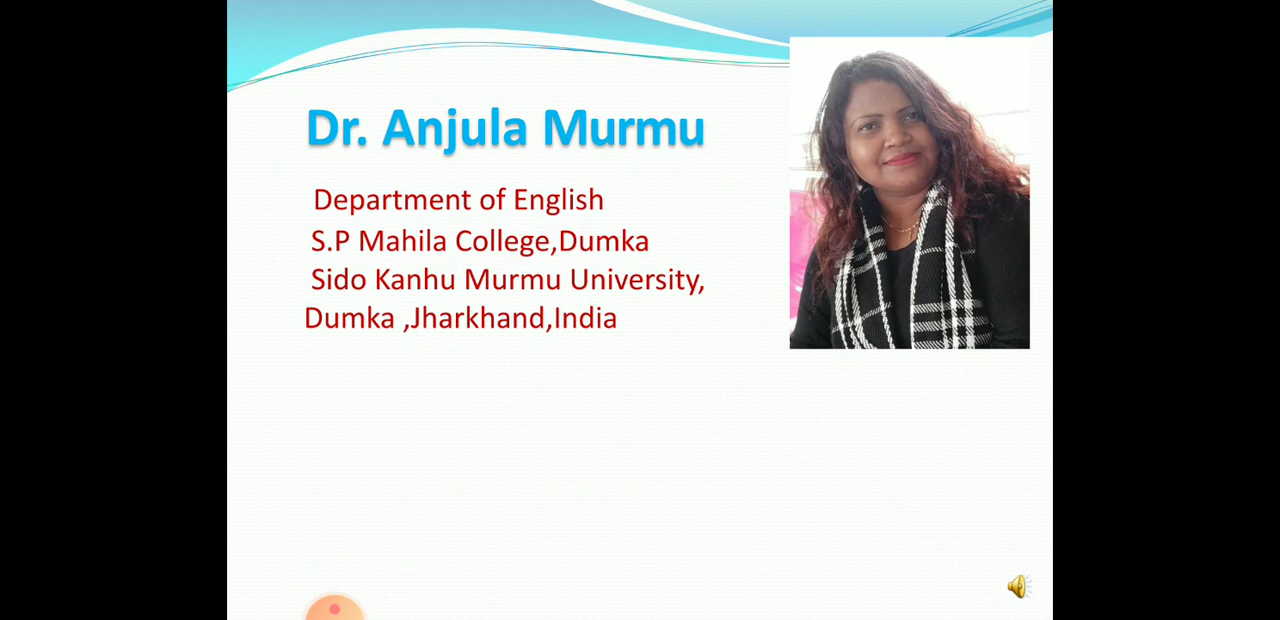 Dr. Anjula Murmu
Department of English
S.P Mahila College,Dumka
Sido Kanhu Murmu University,
Dumka ,Jharkhand,India